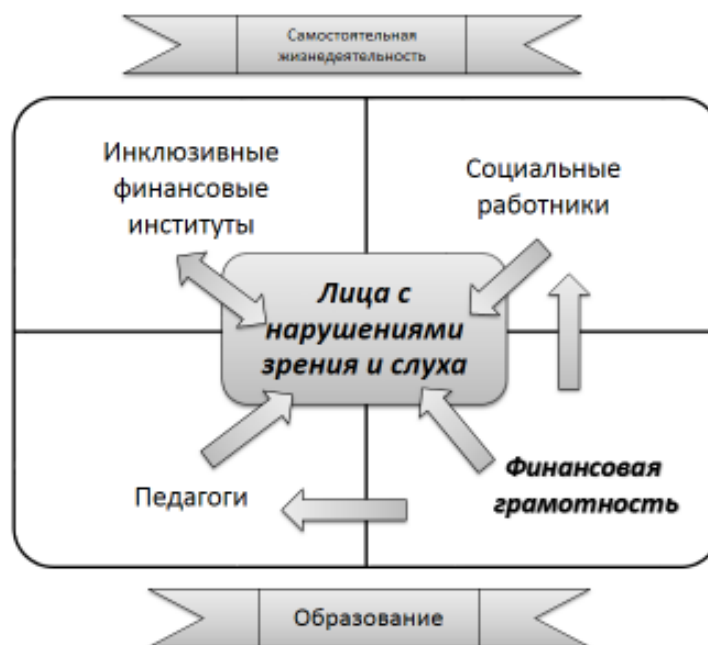 Самостоятельная
жизнедеятельность
Инклюзивные
финансовые
институты
Социальные
работники
Лица с
нарушениями
зрения и слуха
Педагоги
Финансовая
грамотность
Образование